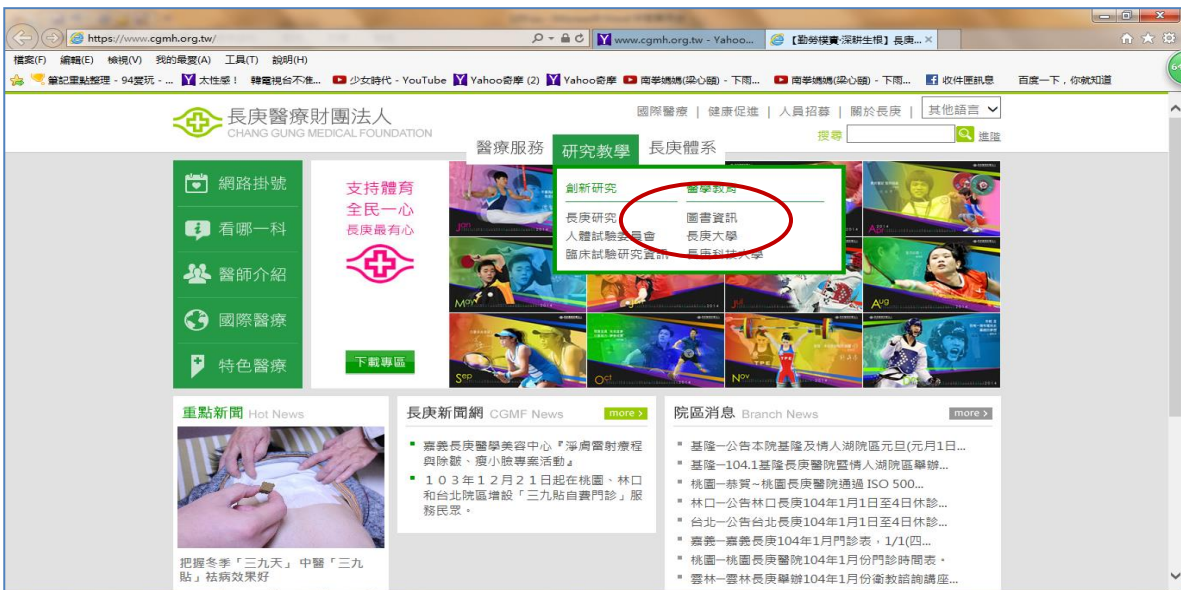 https://www.cgmh.org.tw/
www.cgmh.org.tw - Yahoo...
【勤勞樸實‧深耕生根】長庚...
檔案(F) 編輯(E) 檢視(V) 我的最愛(A) 工具(T) 說明(H)
筆記重點整理 - 94愛玩 - ...
太性感！ 韓電視台不准...
少女時代 - YouTube
Yahoo奇摩 (2)
Yahoo奇摩
南拳媽媽(梁心頤) - 下雨...
南拳媽媽(梁心頤) - 下雨...
收件匣訊息
百度一下，你就知道
長庚醫療財團法人
CHANG GUNG MEDICAL FOUNDATION
國際醫療 | 健康促進 | 人員招募 | 關於長庚 | 其他語言
搜尋 進階
醫療服務 研究教學 長庚體系
創新研究 醫學教育
長庚研究 圖書資訊
人體試驗委員會 長庚大學
臨床試驗研究資訊 長庚科技大學
網路掛號
看哪一科
醫師介紹
國際醫療
特色醫療
支持體育
全民一心
長庚最有心
下載專區
Jan
May
Jul
Aug
Sep
Oct
Nov
重點新聞 Hot News
把握冬季「三九天」 中醫「三九
貼」祛病效果好
長庚新聞網 CGMF News more >
嘉義長庚醫學美容中心『淨膚雷射療程
與除皺、瘦小臉專案活動』
１０３年１２月２１日起在桃園、林口
和台北院區增設「三九貼自費門診」服
務民眾。
院區消息 Branch News more >
基隆─公告本院基隆及情人湖院區元旦(元月1日...
基隆─104.1基隆長庚醫院暨情人湖院區舉辦...
桃園─恭賀~桃園長庚醫院通過 ISO 500...
林口─公告林口長庚104年1月1日至4日休診...
台北─公告台北長庚104年1月1日至4日休診...
嘉義─嘉義長庚104年1月門診表，1/1(四...
桃園─桃園長庚醫院104年1月份門診時間表。
雲林─雲林長庚舉辦104年1月份衛教諮詢講座...